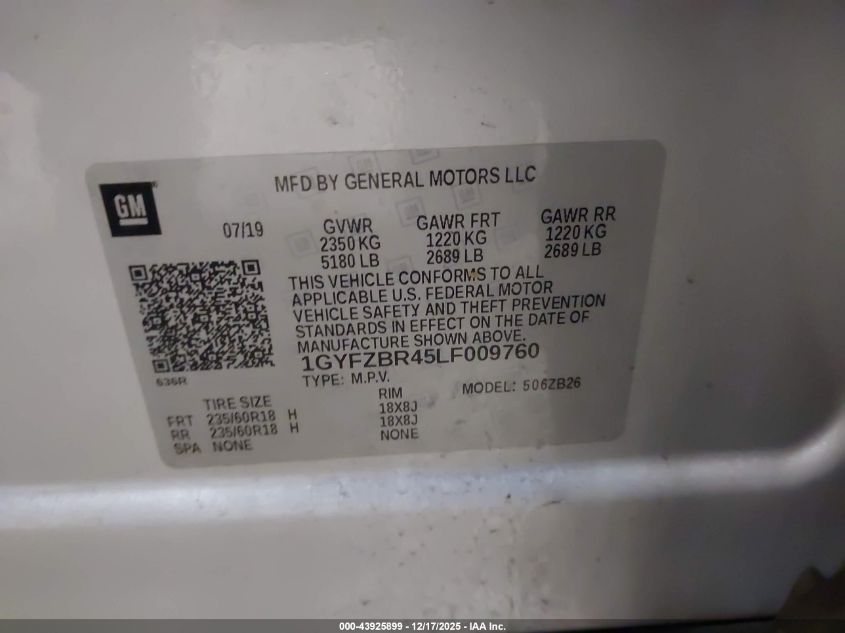 MFD BY GENERAL MOTORS LLC
GM
07/19
GVWR
2350 KG
5180 LB
GAWR FRT
1220 KG
2689 LB
GAWR RR
1220 KG
2689 LB
THIS VEHICLE CONFORMS TO ALL
APPLICABLE U.S. FEDERAL MOTOR
VEHICLE SAFETY AND THEFT PREVENTION
STANDARDS IN EFFECT ON THE DATE OF
MANUFACTURE SHOWN ABOVE.
1GYFZBR45LF009760
TYPE: M.P.V.
MODEL: 506ZB26
636R
TIRE SIZE
RIM
FRT 235/60R18 H 18X8J
RR 235/60R18 H 18X8J
SPA NONE NONE
000-43925899 | 12/17/2025 | IAA Inc.